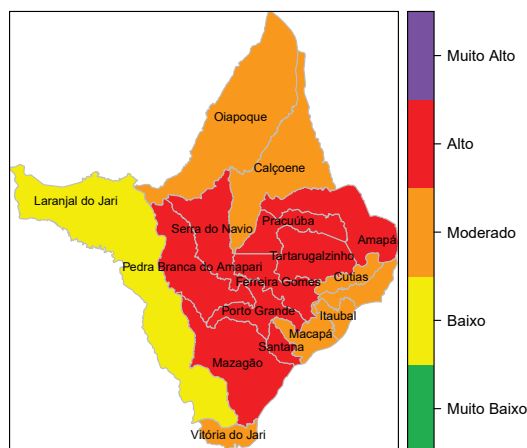 Muito Alto
Oiapoque
Alto
Calçoene
Laranjal do Jari
Pracuúba
Serra do Navio
Moderado
Amapá
Tartarugalzinho
Pedra Branca do Amapari
Cutias
Ferreira Gomes
Porto Grande
Itaubal
Baixo
Macapá
Santana
Mazagão
Muito Baixo
Vitória do Jari